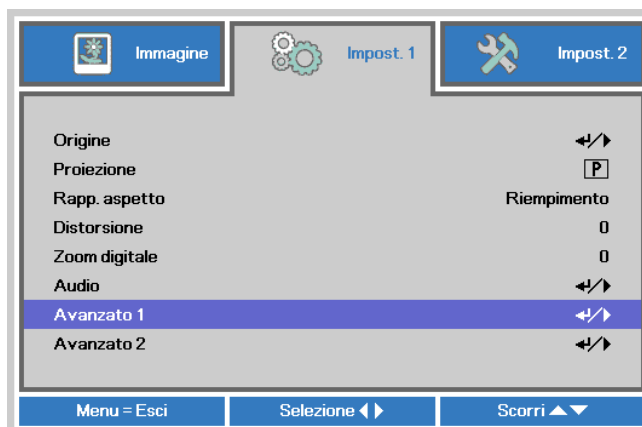 Immagine Impost. 1 Impost. 2
Origine
Proiezione P
Rapp. aspetto Riempimento
Distorsione 0
Zoom digitale 0
Audio
Avanzato 1
Avanzato 2
Menu = Esci Selezione Scorri